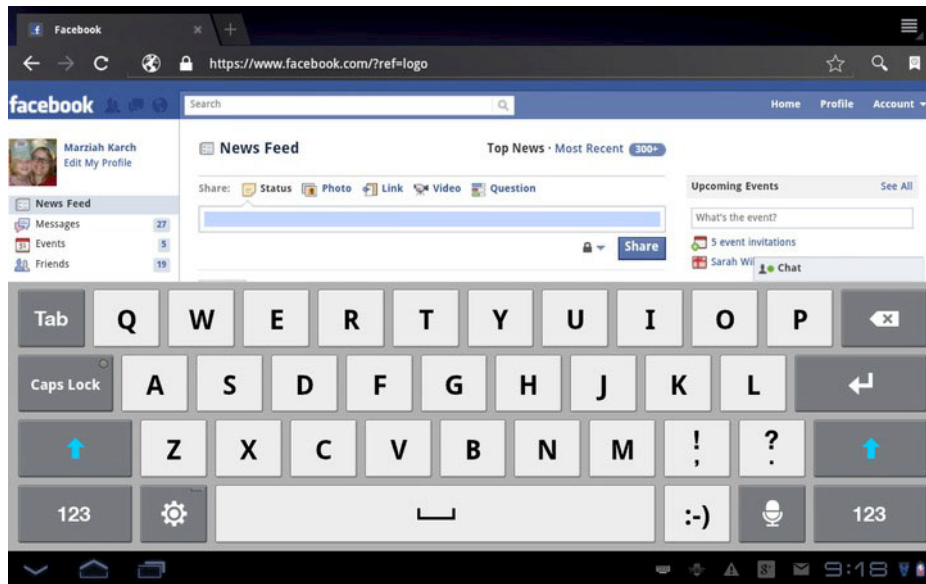 Facebook
https://www.facebook.com/?ref=logo
facebook Search Home Profile Account
Marziah Karch
Edit My Profile
News Feed Top News · Most Recent 300+
Share: Status Photo Link Video Question
Upcoming Events See All
News Feed
Messages 27
What's the event?
Events 5
Share
5 event invitations
Friends 19
Sarah Wil
Chat
Tab Q W E R T Y U I O P
Caps Lock A S D F G H J K L
Z X C V B N M ! , ? .
123 :-) 123
9:18